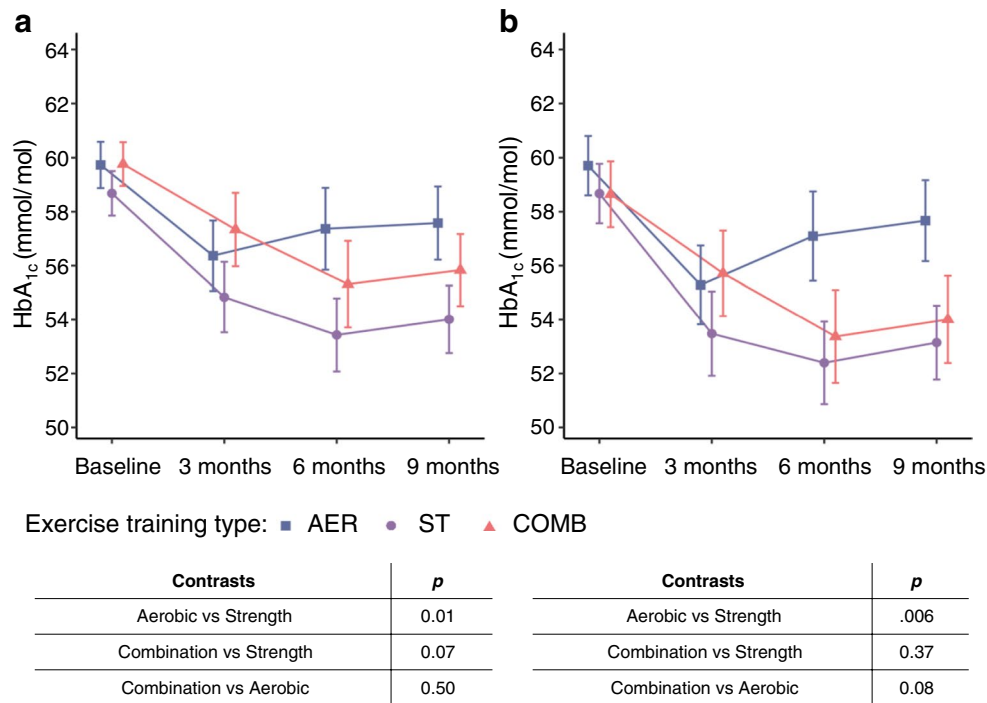 a
64
62
60
58
56
54
52
50
HbA1c (mmol/mol)
Baseline 3 months 6 months 9 months
b
64
62
60
58
56
54
52
50
HbA1c (mmol/mol)
Baseline 3 months 6 months 9 months
Exercise training type: AER ST COMB
Contrasts p
Aerobic vs Strength 0.01
Combination vs Strength 0.07
Combination vs Aerobic 0.50
Contrasts p
Aerobic vs Strength .006
Combination vs Strength 0.37
Combination vs Aerobic 0.08